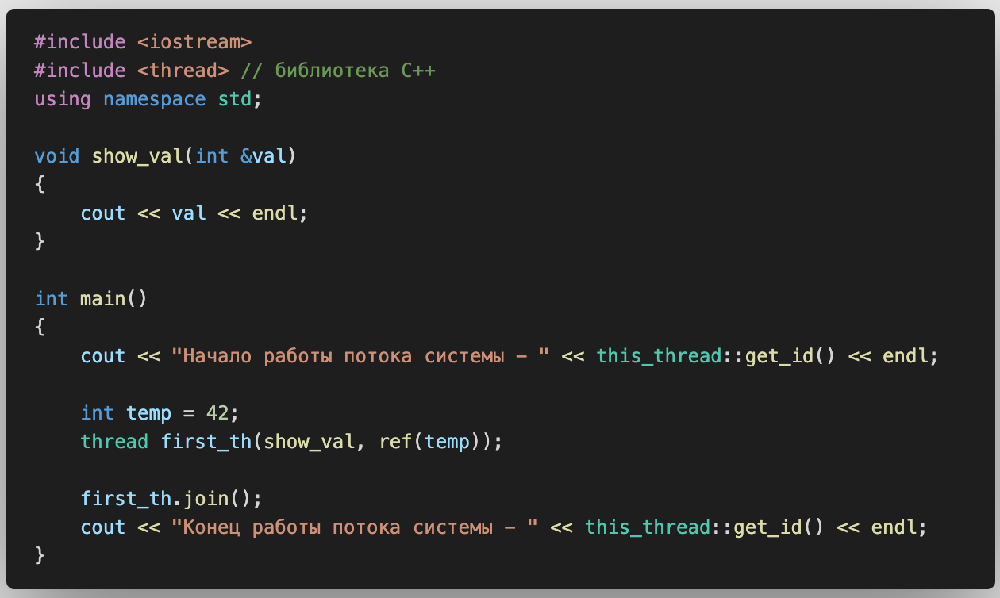 #include <iostream>
#include <thread> // библиотека C++
using namespace std;
void show_val(int &val)
{
    cout << val << endl;
}
int main()
{
    cout << "Начало работы потока системы – " << this_thread::get_id() << endl;
    int temp = 42;
    thread first_th(show_val, ref(temp));
    first_th.join();
    cout << "Конец работы потока системы – " << this_thread::get_id() << endl;
}